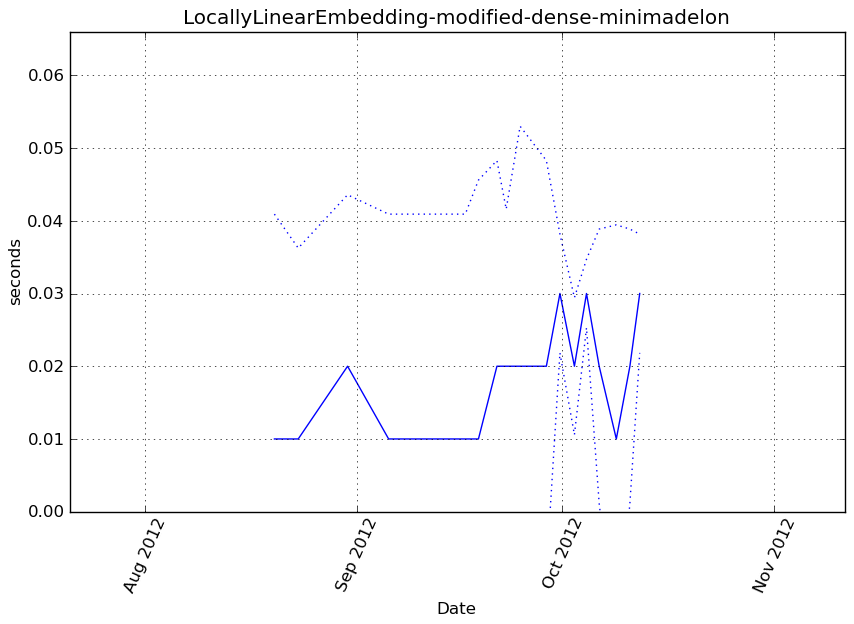 LocallyLinearEmbedding-modified-dense-minimadelon
0.06
0.05
0.04
0.03
0.02
0.01
0.00
seconds
Aug 2012
Sep 2012
Oct 2012
Nov 2012
Date